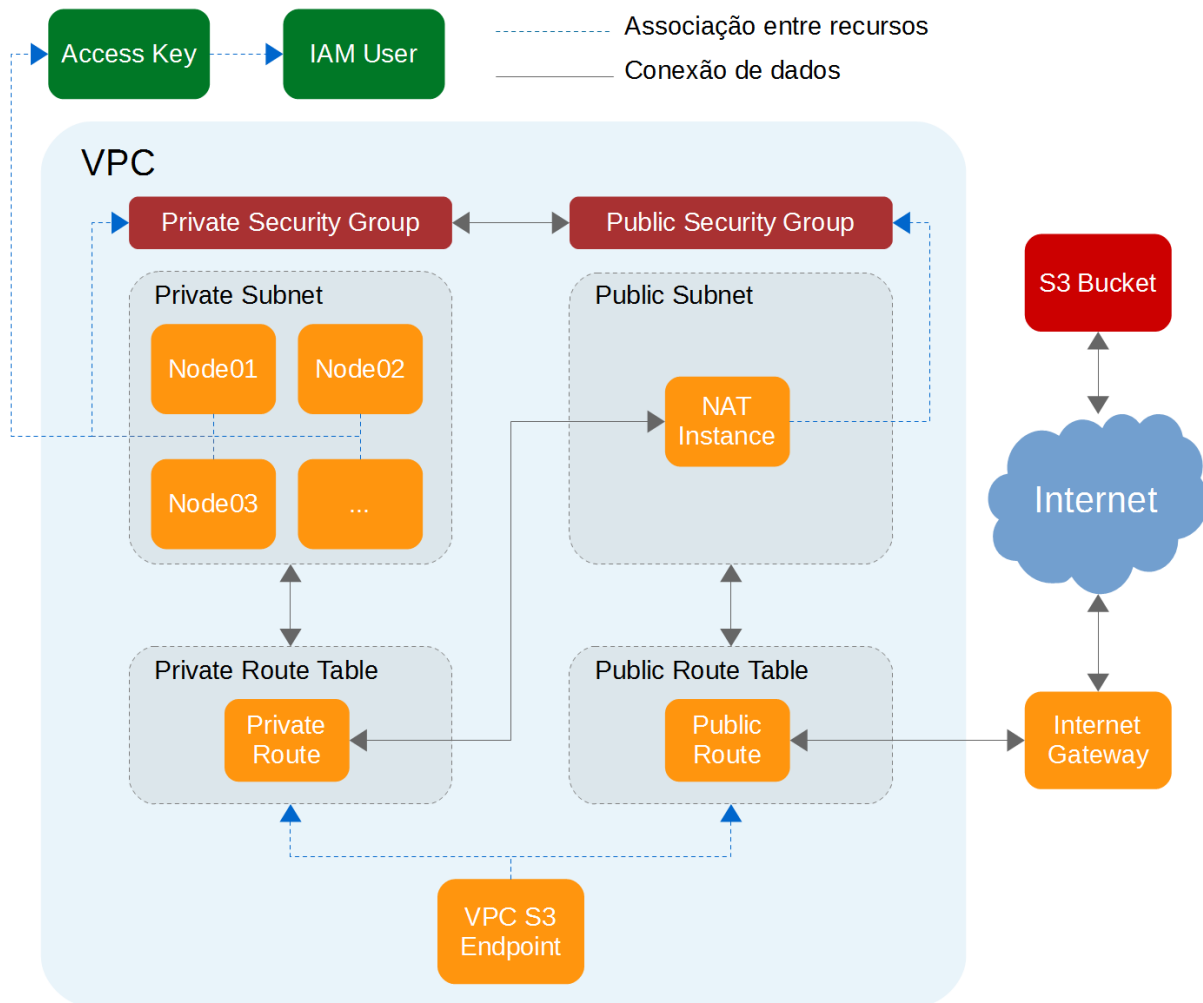 Access Key
IAM User
Associação entre recursos
Conexão de dados
VPC
Private Security Group
Public Security Group
S3 Bucket
Private Subnet
Public Subnet
Node01
Node02
NAT
Instance
Node03
...
Internet
Private Route Table
Public Route Table
Private
Route
Public
Route
Internet
Gateway
VPC S3
Endpoint